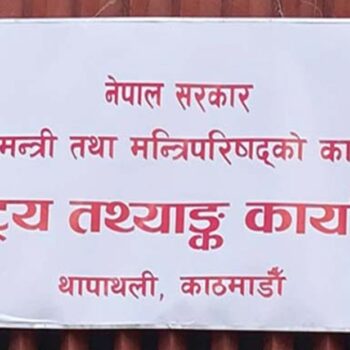 नेपाल सरकार
मन्त्री तथा मन्त्रिपरिषद्को का
ट्रिय तथ्याङ्क काय
थापाथली, काठमाडौँ